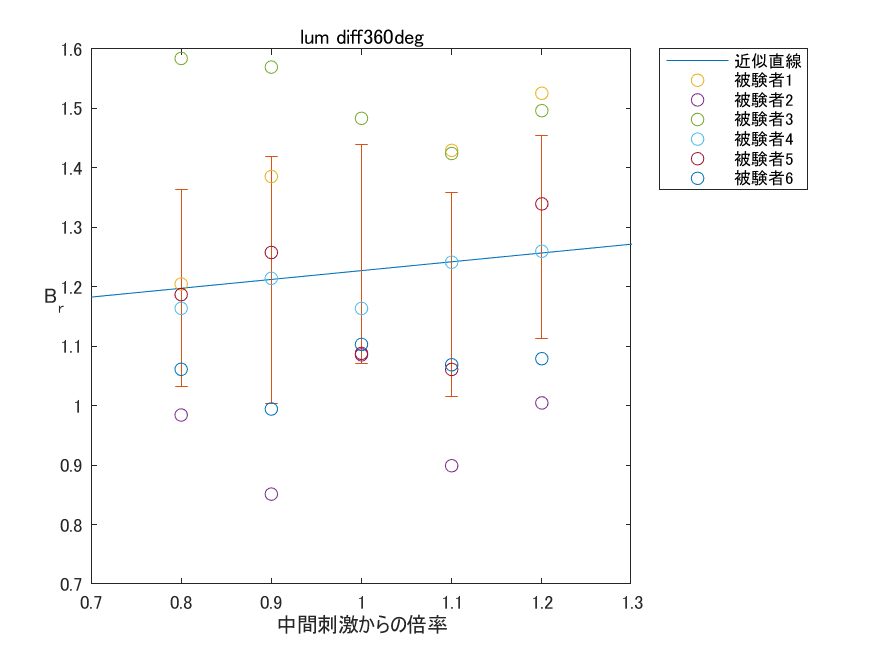 lum diff360deg
1.6
1.5
1.4
1.3
1.2
1.1
1
0.9
0.8
0.7
B_r
0.7 0.8 0.9 1 1.1 1.2 1.3
中間刺激からの倍率
近似直線
被験者1
被験者2
被験者3
被験者4
被験者5
被験者6